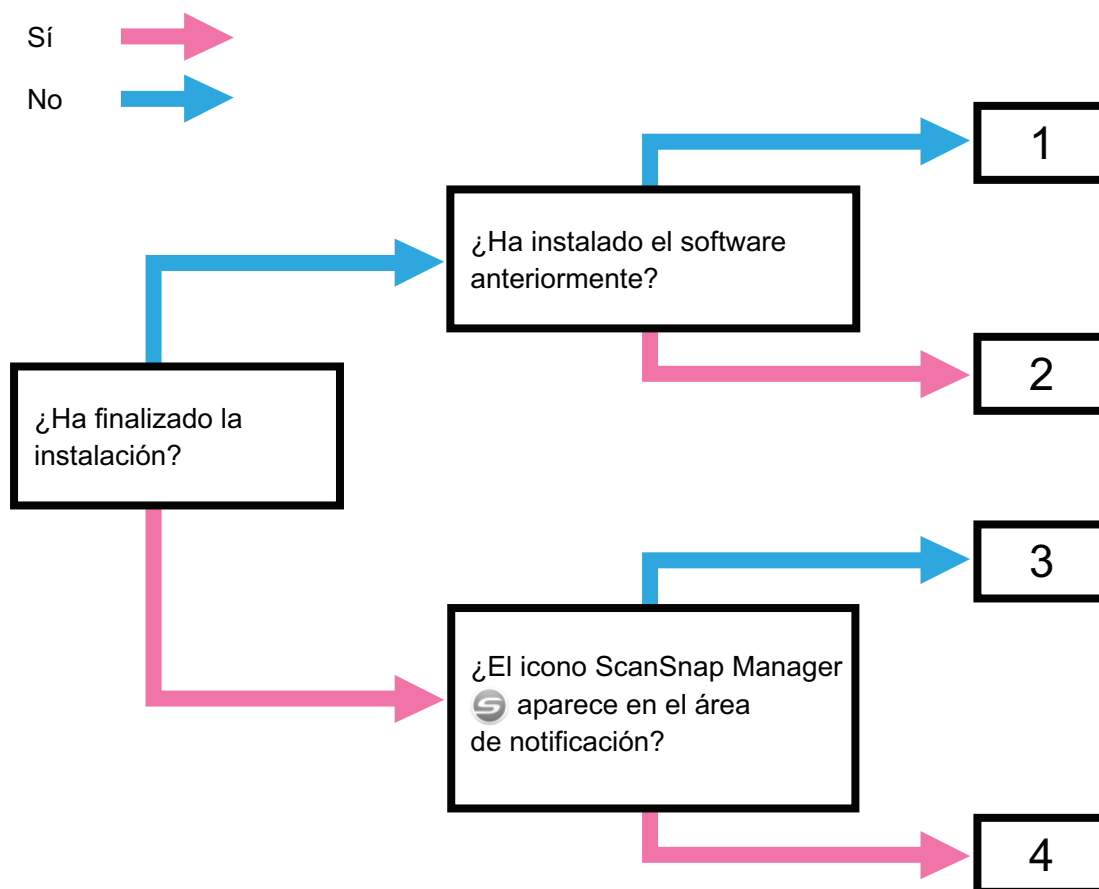 Sí
No
1
¿Ha instalado el software
anteriormente?
2
¿Ha finalizado la
instalación?
3
¿El icono ScanSnap Manager
aparece en el área
de notificación?
4